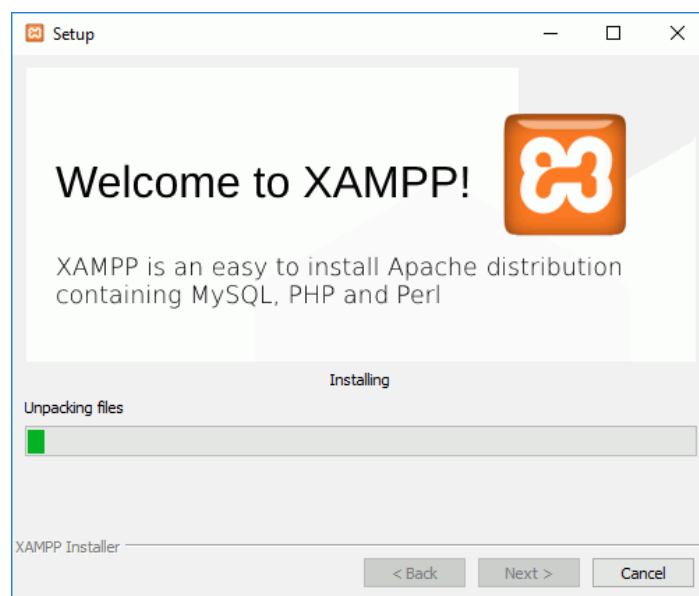 Setup
Welcome to XAMPP!
XAMPP is an easy to install Apache distribution
containing MySQL, PHP and Perl
Installing
Unpacking files
XAMPP Installer
< Back
Next >
Cancel